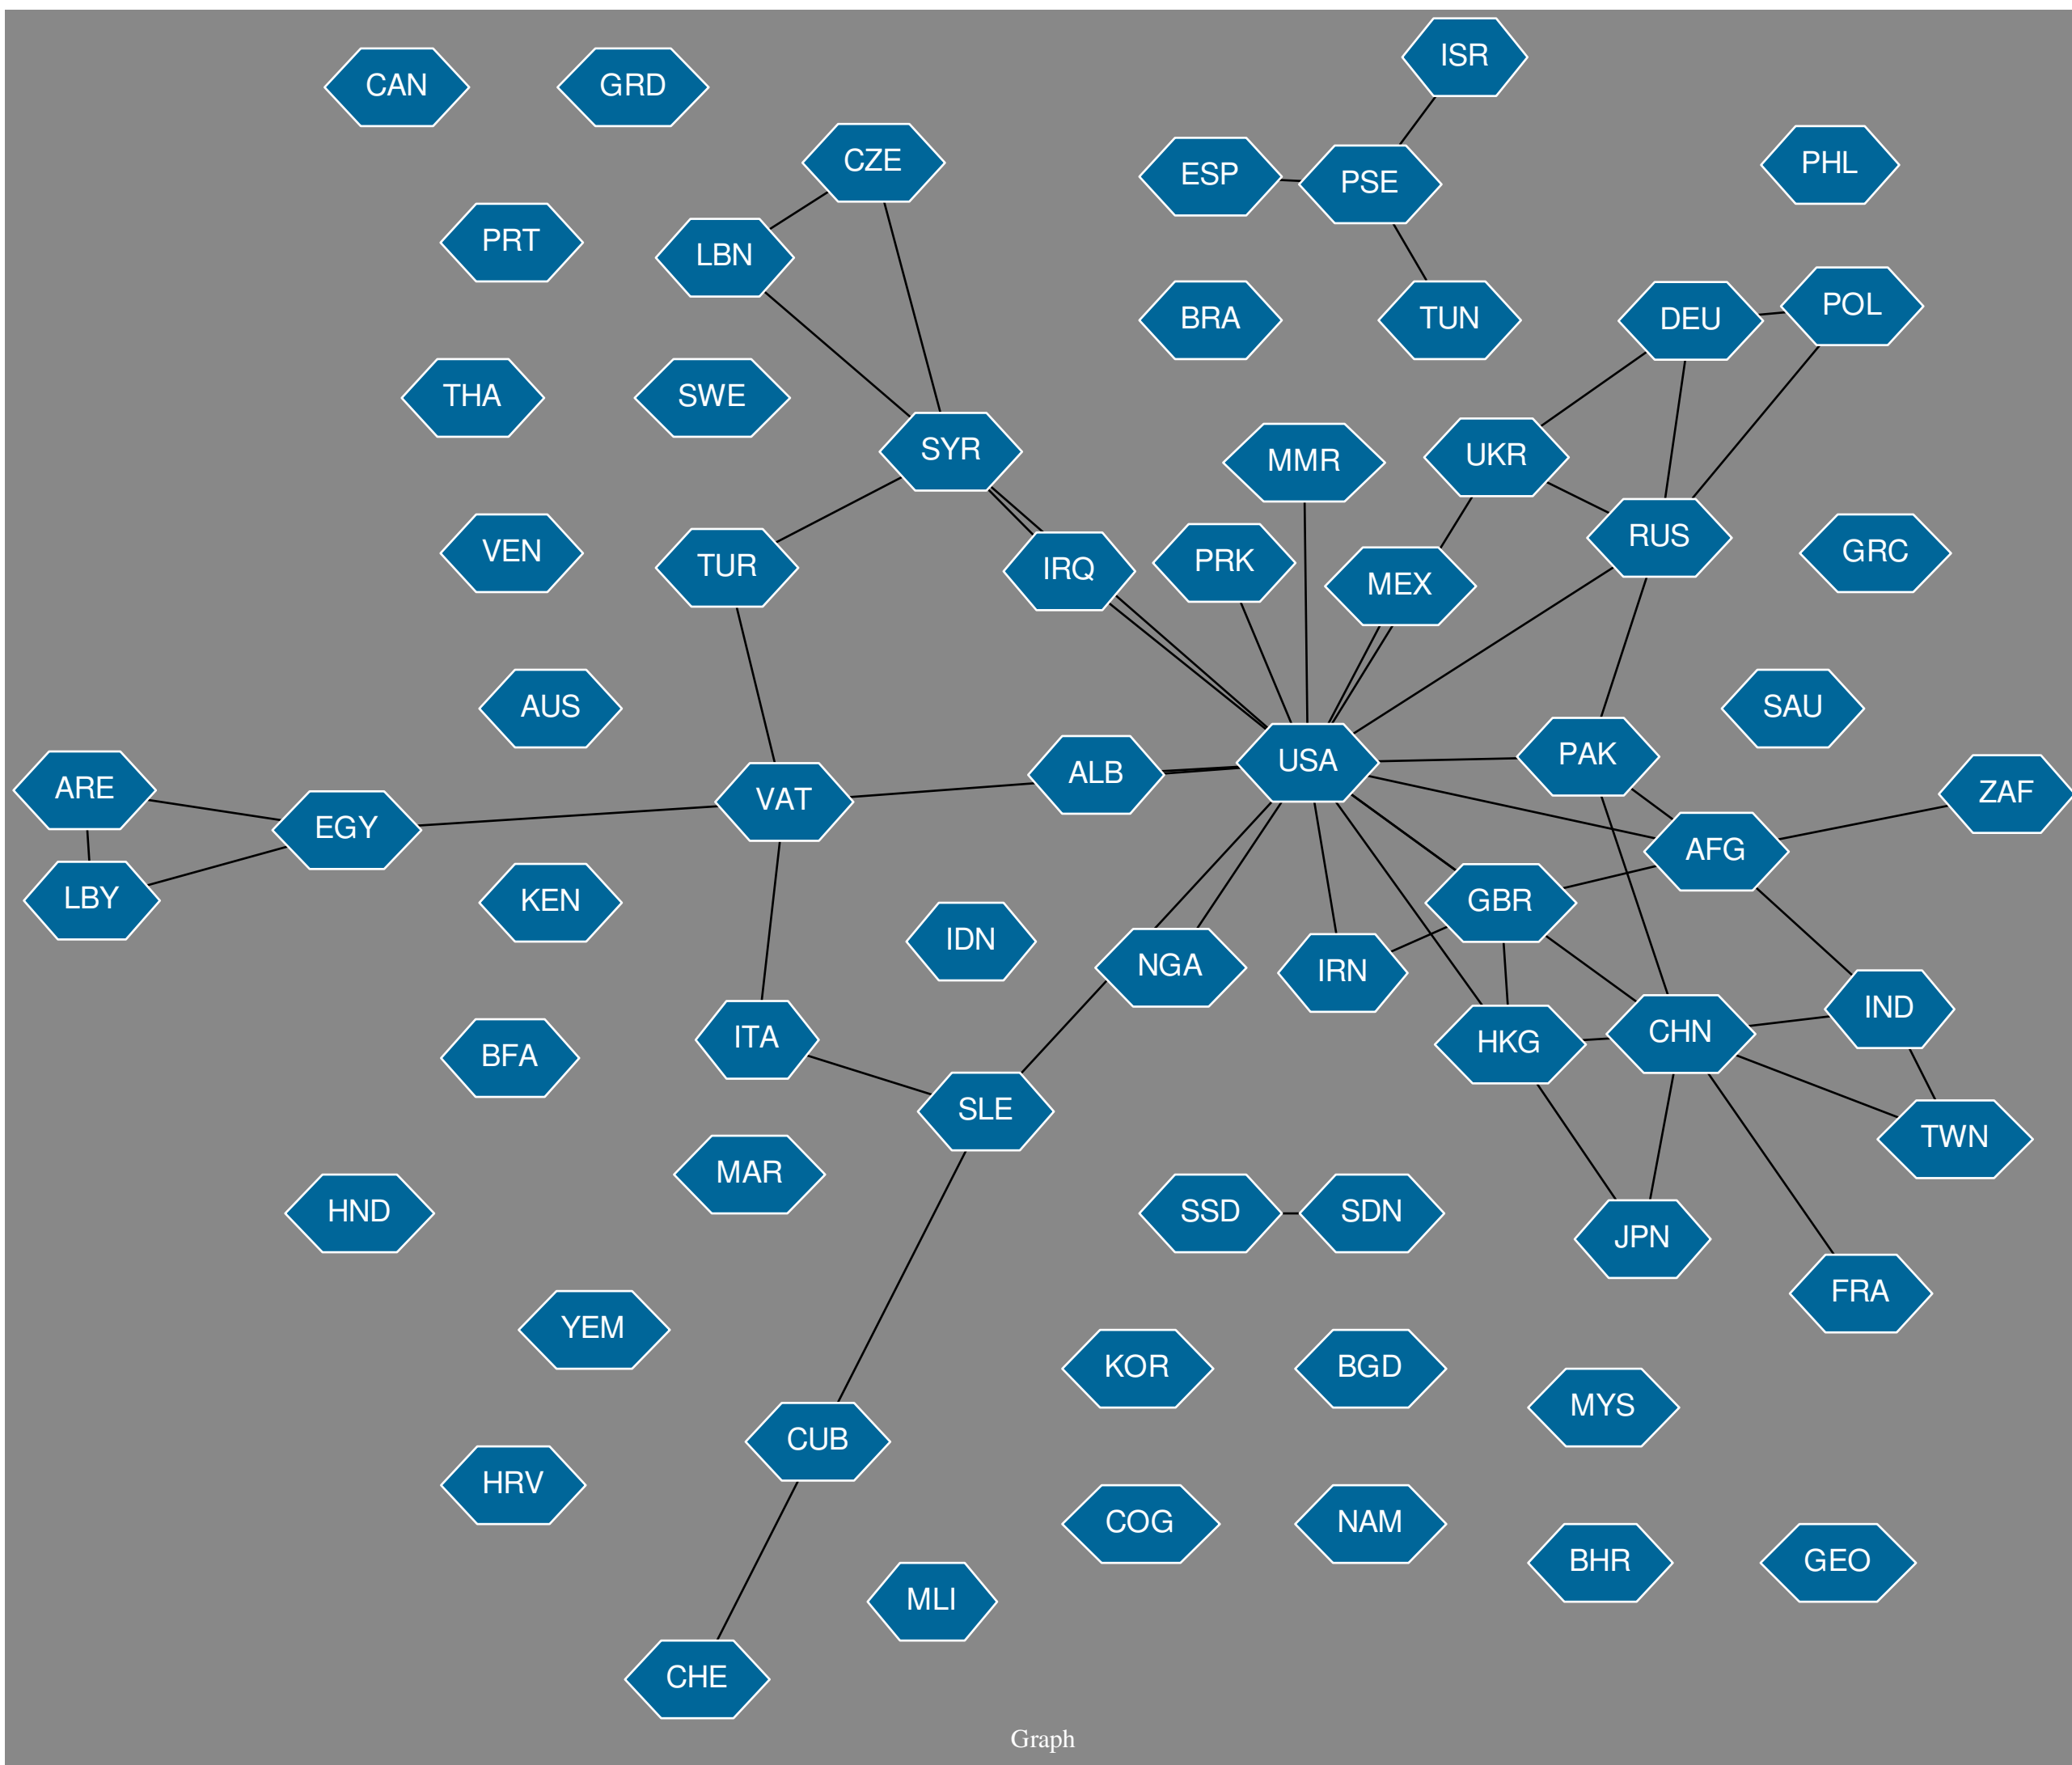 ISR
CAN
GRD
CZE
PHL
ESP
PSE
PRT
LBN
BRA
TUN
DEU
POL
THA
SWE
SYR
MMR
UKR
RUS
VEN
TUR
IRQ
PRK
MEX
GRC
AUS
SAU
ARE
VAT
ALB
USA
PAK
ZAF
EGY
AFG
LBY
KEN
GBR
IDN
NGA
IRN
IND
BFA
ITA
HKG
CHN
SLE
TWN
MAR
HND
SSD
SDN
JPN
FRA
YEM
KOR
BGD
MYS
CUB
HRV
COG
NAM
BHR
GEO
MLI
CHE
Graph